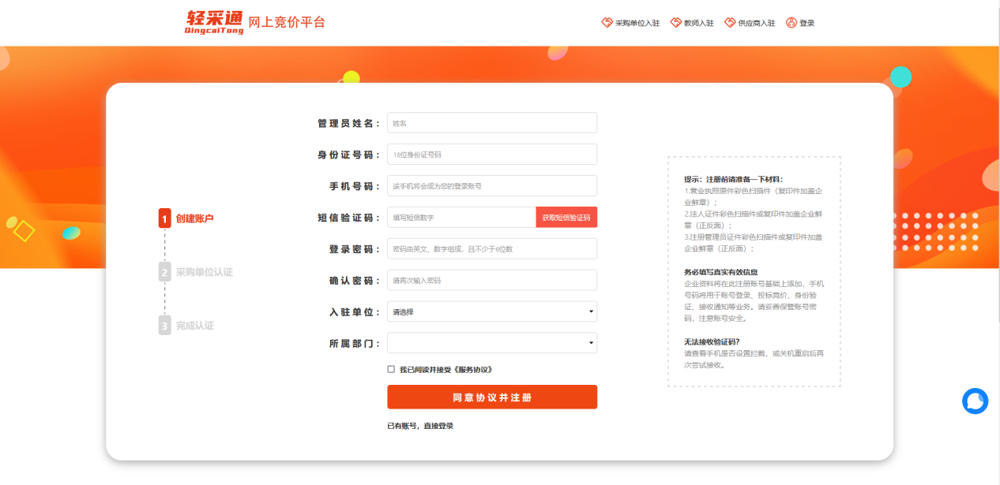 轻采通
QingcaiTong
网上竞价平台
采购单位入驻
教师入驻
供应商入驻
登录
1 创建账户
2 采购单位认证
3 完成认证
管理员姓名：
姓名
身份证号码：
18位身份证号码
手机号码：
该手机将会成为您的登录账号
短信验证码：
填写短信数字
获取短信验证码
登录密码：
密码由英文、数字组成，且不少于6位数
确认密码：
请再次输入密码
入驻单位：
请选择
所属部门：
我已阅读并接受《服务协议》
同意协议并注册
已有账号，直接登录
提示：注册前请准备一下材料：
1.营业执照原件彩色扫描件（复印件加盖企
业鲜章）；
2.法人证件彩色扫描件或复印件加盖企业鲜
章（正反面）；
3.注册管理员证件彩色扫描件或复印件加盖
企业鲜章（正反面）；
务必填写真实有效信息
企业资料将在此注册账号基础上添加，手机
号码将用于账号登录、投标竞价、身份验
证、接收通知等业务。请妥善保管账号密
码，注意账号安全。
无法接收验证码？
请查看手机是否设置拦截，或关机重启后再
次尝试接收。